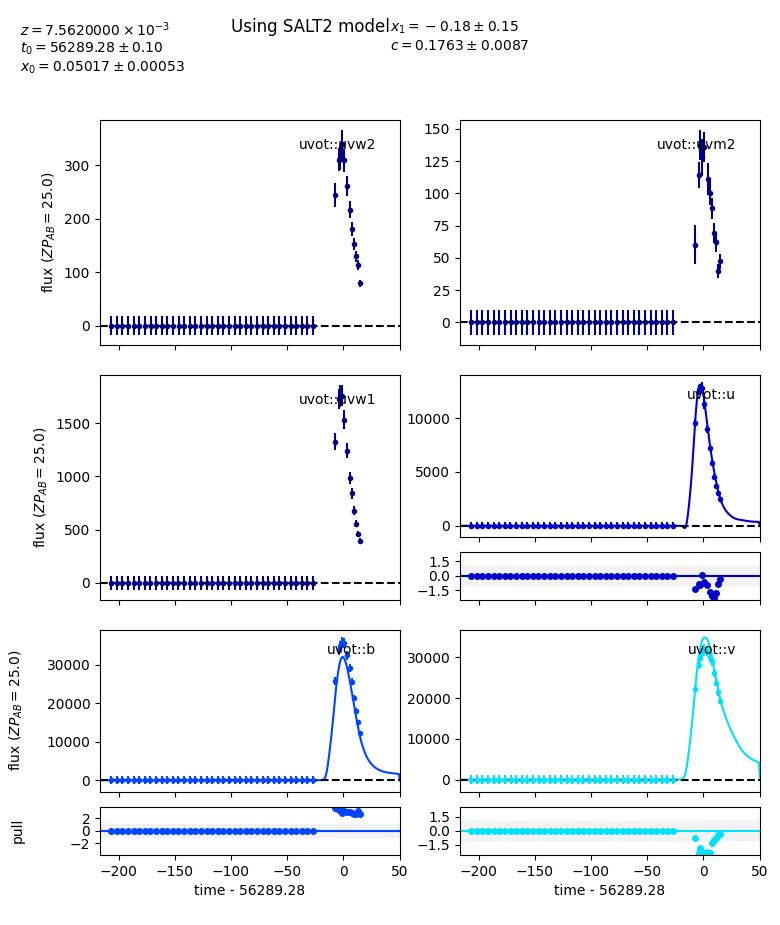 Using SALT2 model
z = 7.5620000 × 10⁻³
t₀ = 56289.28 ± 0.10
x₀ = 0.05017 ± 0.00053
x₁ = −0.18 ± 0.15
c = 0.1763 ± 0.0087
uvot::uvw2
flux (ZP_AB = 25.0)
300
200
100
0
uvot::uvm2
150
125
100
75
50
25
0
uvot::uvw1
flux (ZP_AB = 25.0)
1500
1000
500
0
uvot::u
10000
5000
0
1.5
0.0
−1.5
uvot::b
flux (ZP_AB = 25.0)
30000
20000
10000
0
pull
2
0
−2
−200 −150 −100 −50 0 50
time - 56289.28
uvot::v
30000
20000
10000
0
1.5
0.0
−1.5
−200 −150 −100 −50 0 50
time - 56289.28